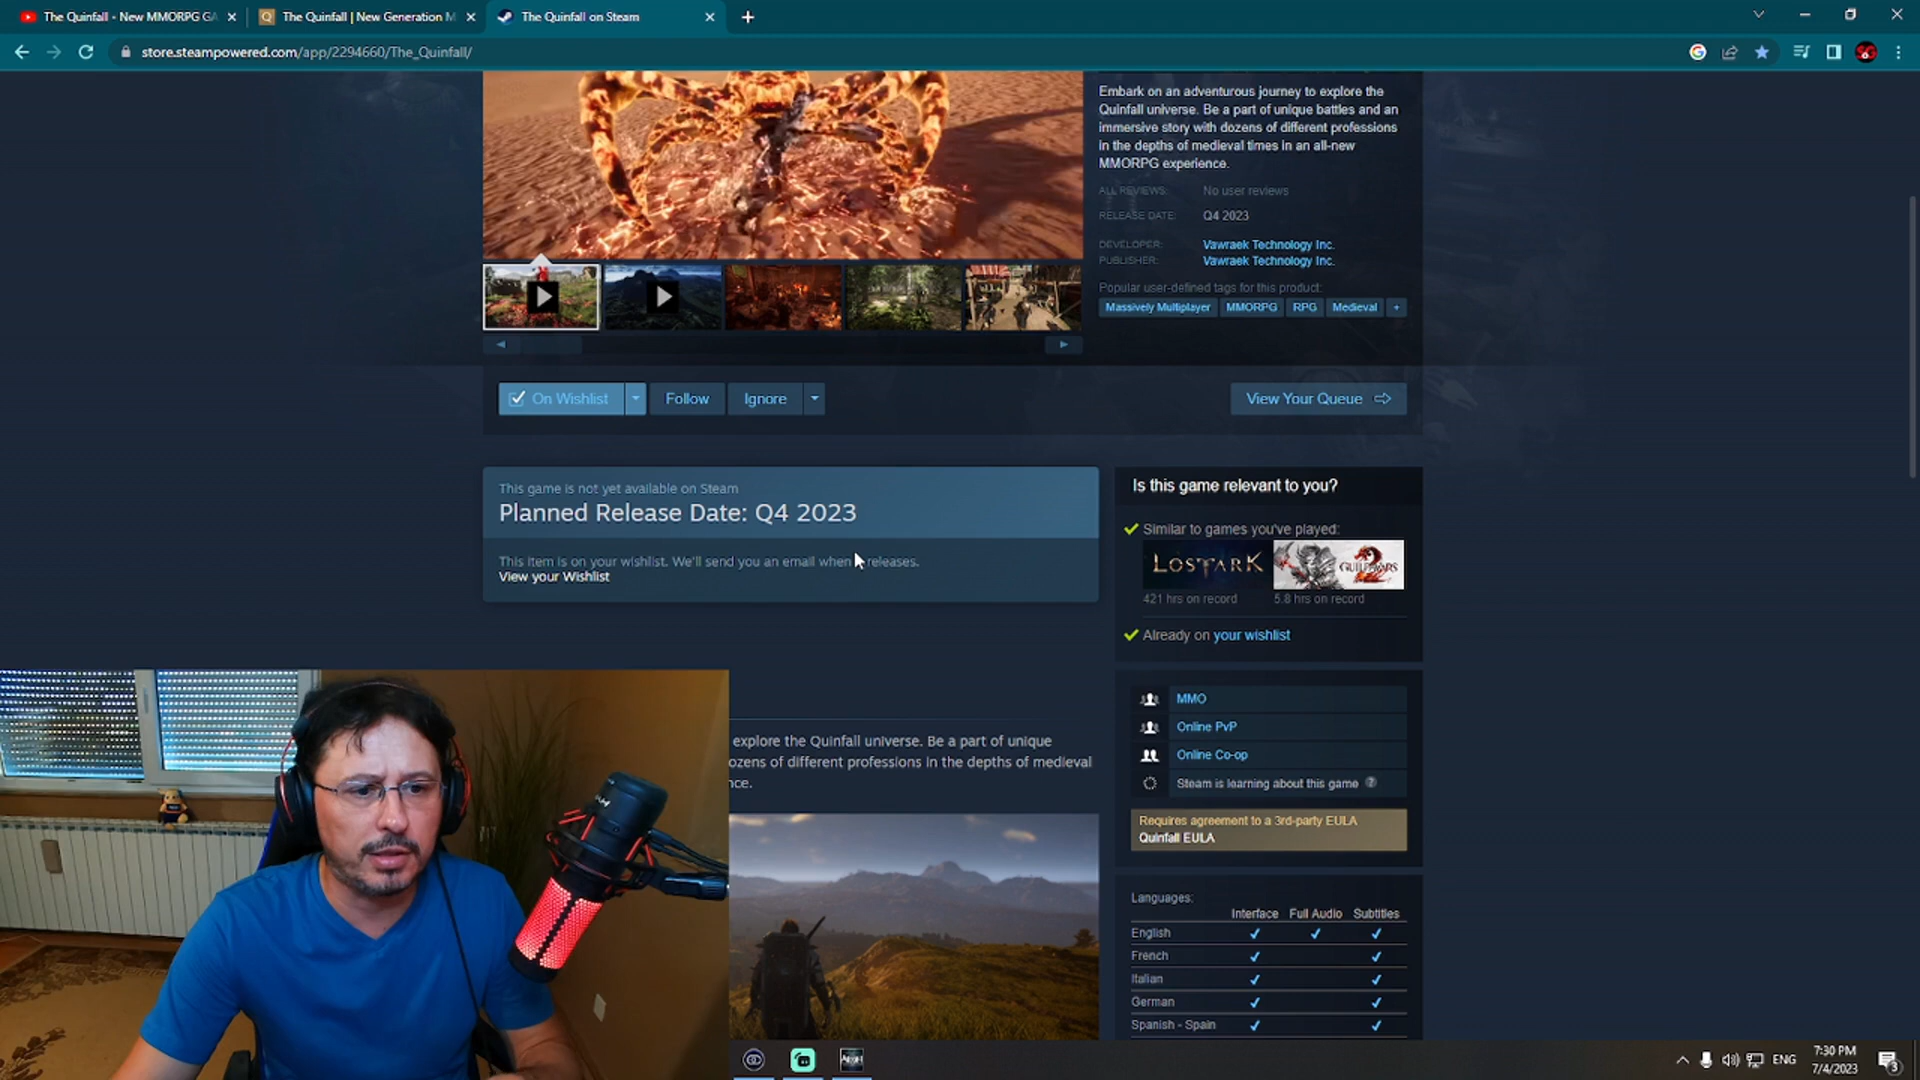 The Quinfall - New MMORPG GA
The Quinfall | New Generation M
The Quinfall on Steam
store.steampowered.com/app/2294660/The_Quinfall/
Embark on an adventurous journey to explore the
Quinfall universe. Be a part of unique battles and an
immersive story with dozens of different professions
in the depths of medieval times in an all-new
MMORPG experience.
ALL REVIEWS: No user reviews
RELEASE DATE: Q4 2023
DEVELOPER: Vawraek Technology Inc.
PUBLISHER: Vawraek Technology Inc.
Popular user-defined tags for this product:
Massively Multiplayer MMORPG RPG Medieval +
On Wishlist Follow Ignore View Your Queue
This game is not yet available on Steam
Planned Release Date: Q4 2023
This item is on your wishlist. We'll send you an email when releases.
View your Wishlist
Is this game relevant to you?
Similar to games you've played:
LOST ARK GUILD WARS 2
421 hrs on record 5.8 hrs on record
Already on your wishlist
MMO
Online PvP
Online Co-op
Steam is learning about this game ?
Requires agreement to a 3rd-party EULA
Quinfall EULA
explore the Quinfall universe. Be a part of unique
ozens of different professions in the depths of medieval
nce.
Languages:
Interface Full Audio Subtitles
English
French
Italian
German
Spanish - Spain
ENG
7:30 PM
7/4/2023
3